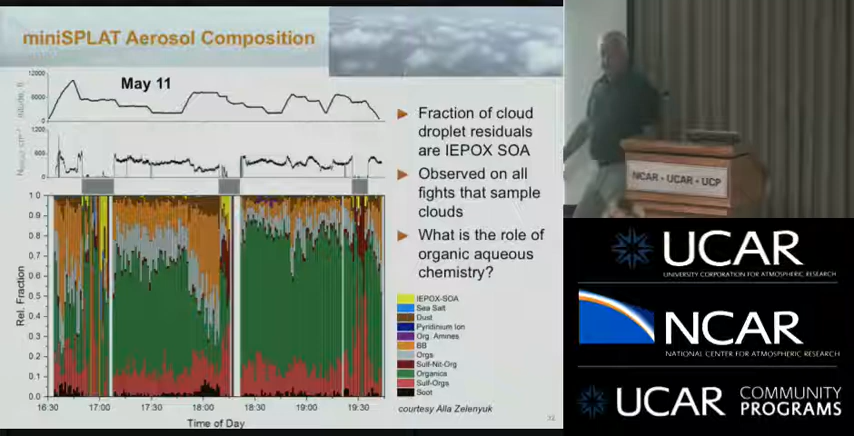 miniSPLAT Aerosol Composition
May 11
12000
6000
0
1200
600
0
1.0
0.9
0.8
0.7
0.6
0.5
0.4
0.3
0.2
0.1
0.0
Rel. Fraction
16:30
17:00
17:30
18:00
18:30
19:00
19:30
Time of Day
Fraction of cloud
droplet residuals
are IEPOX SOA
Observed on all
fights that sample
clouds
What is the role of
organic aqueous
chemistry?
IEPOX-SOA
Sea Salt
Dust
Pyridinium Ion
Org. Amines
BB
Orgs
Sulf-Nit-Org
Organics
Sulf-Orgs
Soot
courtesy Alla Zelenyuk
NCAR - UCAR - UCP
UCAR
UNIVERSITY CORPORATION FOR ATMOSPHERIC RESEARCH
NCAR
NATIONAL CENTER FOR ATMOSPHERIC RESEARCH
UCAR COMMUNITY
PROGRAMS